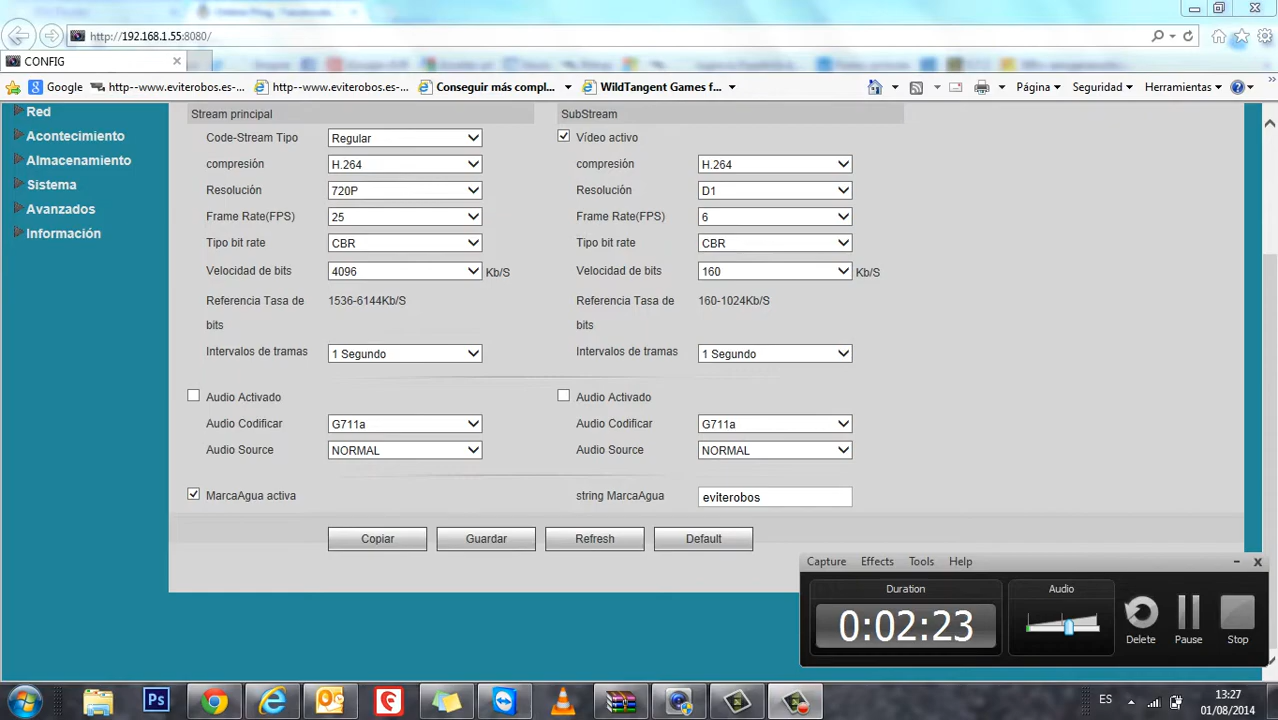 http://192.168.1.55:8080/
CONFIG
Google http--www.eviterobos.es-... http--www.eviterobos.es-... Conseguir más compl... WildTangent Games f... Página Seguridad Herramientas
Red
Acontecimiento
Almacenamiento
Sistema
Avanzados
Información
Stream principal SubStream
Code-Stream Tipo Regular Vídeo activo
compresión H.264 compresión H.264
Resolución 720P Resolución D1
Frame Rate(FPS) 25 Frame Rate(FPS) 6
Tipo bit rate CBR Tipo bit rate CBR
Velocidad de bits 4096 Kb/S Velocidad de bits 160 Kb/S
Referencia Tasa de 1536-6144Kb/S Referencia Tasa de 160-1024Kb/S
bits bits
Intervalos de tramas 1 Segundo Intervalos de tramas 1 Segundo
Audio Activado Audio Activado
Audio Codificar G711a Audio Codificar G711a
Audio Source NORMAL Audio Source NORMAL
MarcaAgua activa string MarcaAgua eviterobos
Copiar Guardar Refresh Default
Capture Effects Tools Help
Duration Audio
0:02:23
Delete Pause Stop
Ps ES 13:27
01/08/2014